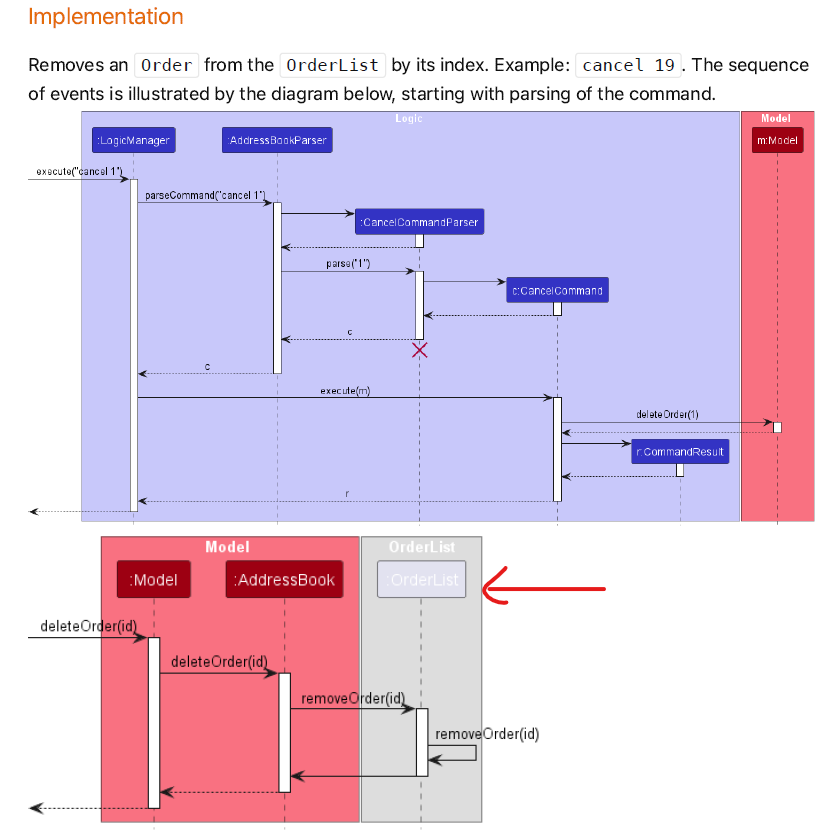 Implementation
Removes an Order from the OrderList by its index. Example: cancel 19. The sequence
of events is illustrated by the diagram below, starting with parsing of the command.
Logic
Model
:LogicManager
:AddressBookParser
m:Model
execute("cancel 1")
parseCommand("cancel 1")
:CancelCommandParser
parse("1")
c:CancelCommand
c
c
execute(m)
deleteOrder(1)
r:CommandResult
r
Model
OrderList
:Model
:AddressBook
:OrderList
deleteOrder(id)
deleteOrder(id)
removeOrder(id)
removeOrder(id)